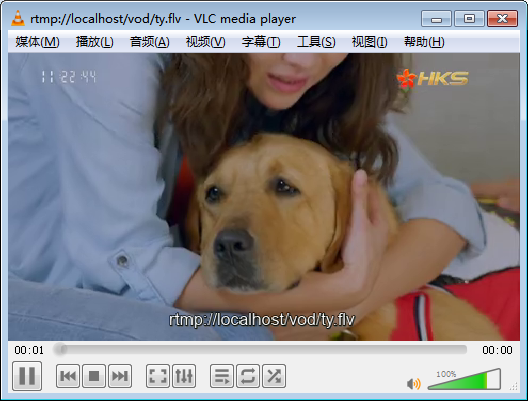 rtmp://localhost/vod/ty.flv - VLC media player
媒体(M) 播放(L) 音频(A) 视频(V) 字幕(T) 工具(S) 视图(I) 帮助(H)
11:22:44 HKS
rtmp://localhost/vod/ty.flv
00:01 00:00
100%